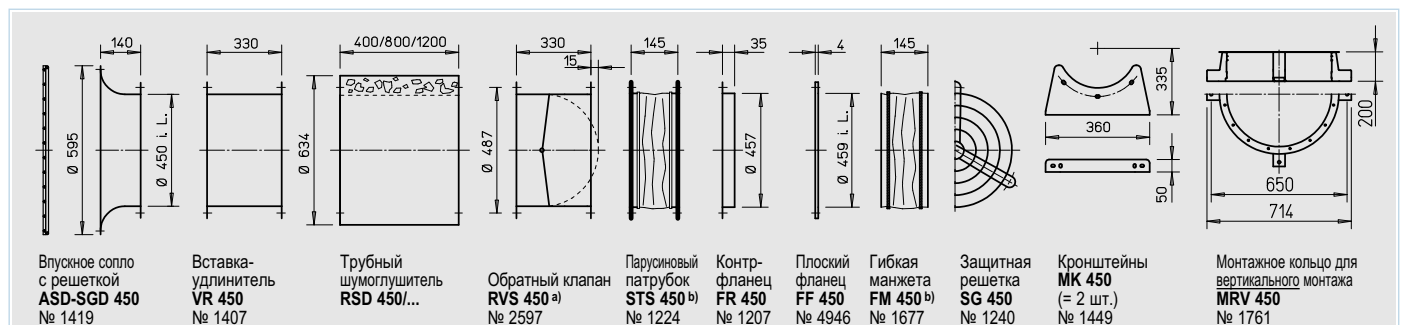 140
330
400/800/1200
330
15
145
35
4
145
335
200
Ø 595
Ø 450 i. L.
Ø 634
Ø 487
Ø 457
Ø 459 i. L.
360
50
650
714
Впускное сопло
с решеткой
ASD-SGD 450
№ 1419
Вставка-
удлинитель
VR 450
№ 1407
Трубный
шумоглушитель
RSD 450/...
Обратный клапан
RVS 450 a)
№ 2597
Парусиновый
патрубок
STS 450 b)
№ 1224
Контр-
фланец
FR 450
№ 1207
Плоский
фланец
FF 450
№ 4946
Гибкая
манжета
FM 450 b)
№ 1677
Защитная
решетка
SG 450
№ 1240
Кронштейны
MK 450
(= 2 шт.)
№ 1449
Монтажное кольцо для
вертикального монтажа
MRV 450
№ 1761